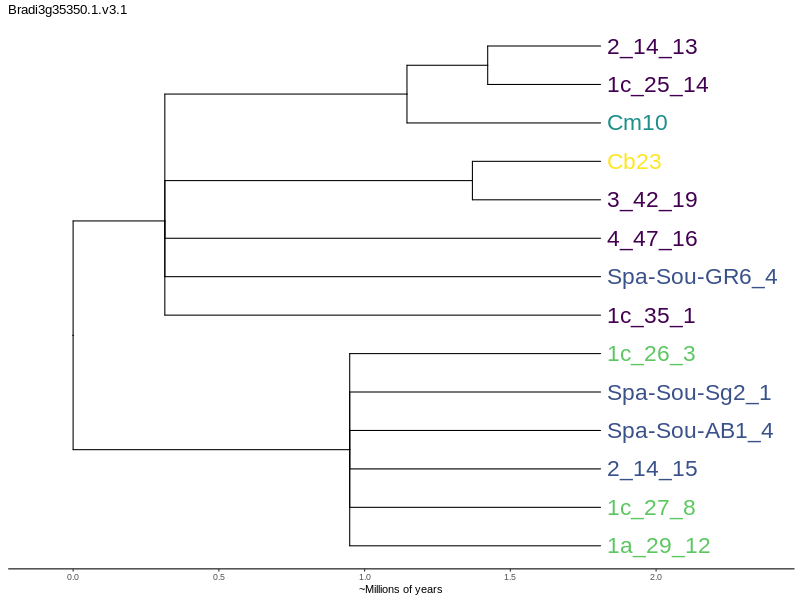 Bradi3g35350.1.v3.1
2_14_13
1c_25_14
Cm10
Cb23
3_42_19
4_47_16
Spa-Sou-GR6_4
1c_35_1
1c_26_3
Spa-Sou-Sg2_1
Spa-Sou-AB1_4
2_14_15
1c_27_8
1a_29_12
0.0 0.5 1.0 1.5 2.0
~Millions of years